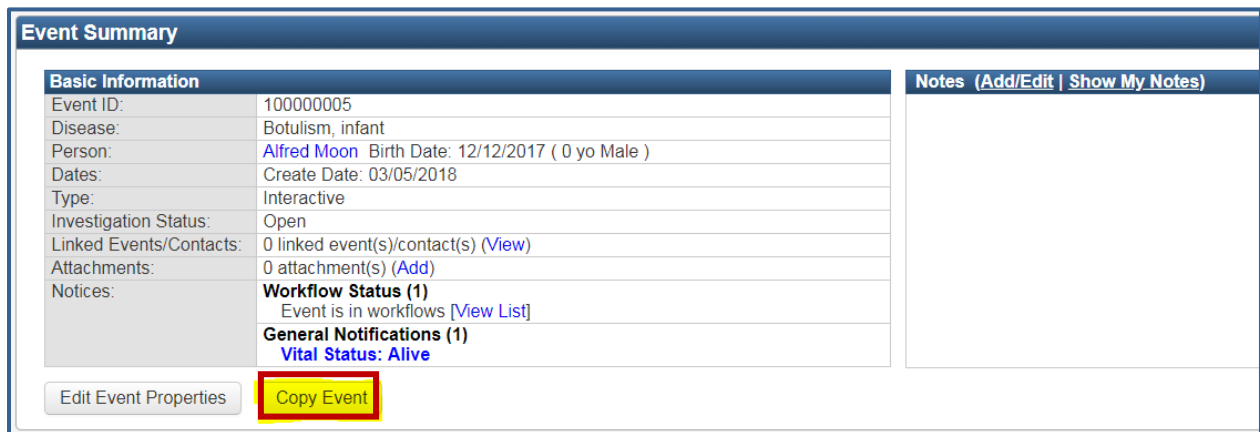 Event Summary
Basic Information
Notes (Add/Edit | Show My Notes)
Event ID: 100000005
Disease: Botulism, infant
Person: Alfred Moon Birth Date: 12/12/2017 ( 0 yo Male )
Dates: Create Date: 03/05/2018
Type: Interactive
Investigation Status: Open
Linked Events/Contacts: 0 linked event(s)/contact(s) (View)
Attachments: 0 attachment(s) (Add)
Notices: Workflow Status (1)
Event is in workflows [View List]
General Notifications (1)
Vital Status: Alive
Edit Event Properties Copy Event